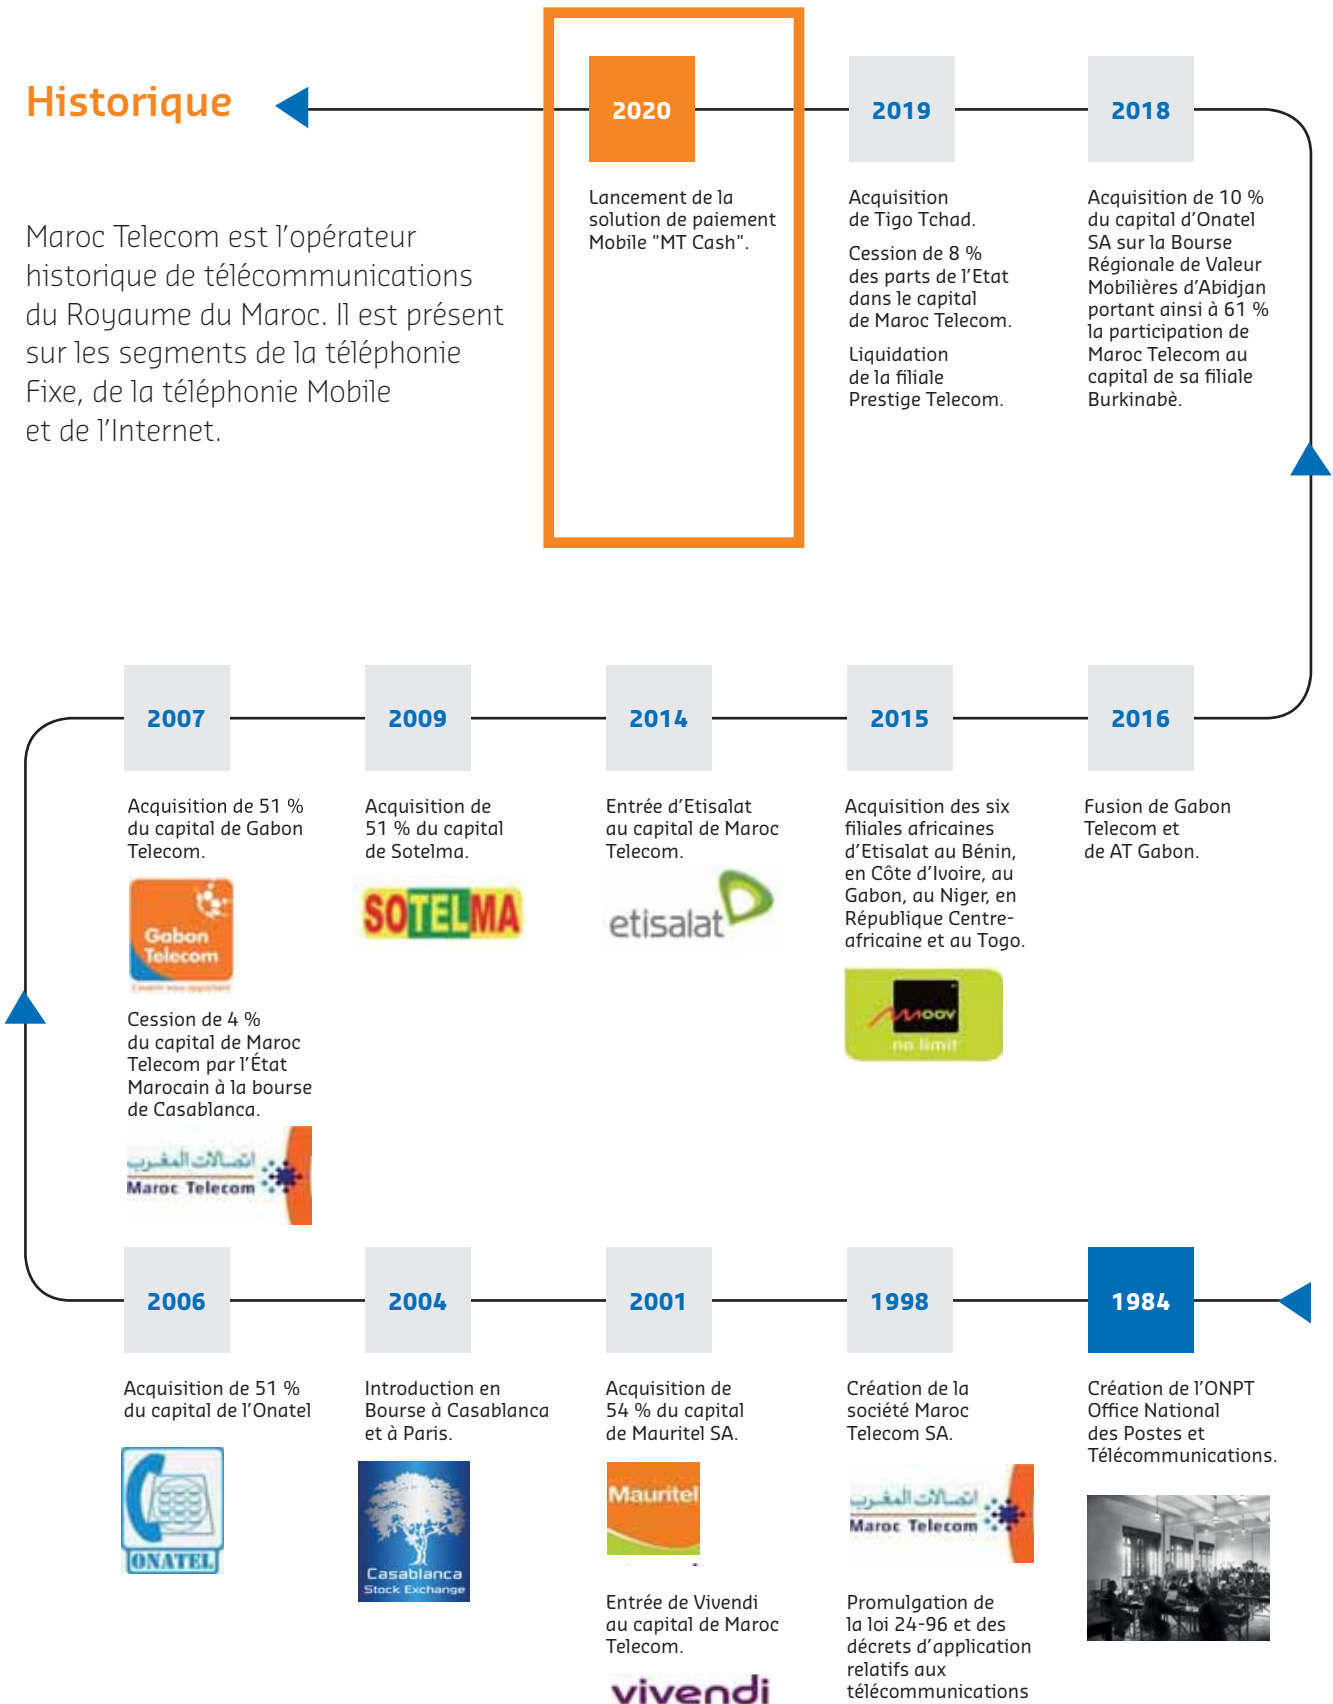 Historique
Maroc Telecom est l'opérateur
historique de télécommunications
du Royaume du Maroc. Il est présent
sur les segments de la téléphonie
Fixe, de la téléphonie Mobile
et de l'Internet.
2020
Lancement de la
solution de paiement
Mobile "MT Cash".
2019
Acquisition
de Tigo Tchad.
Cession de 8 %
des parts de l'Etat
dans le capital
de Maroc Telecom.
Liquidation
de la filiale
Prestige Telecom.
2018
Acquisition de 10 %
du capital d'Onatel
SA sur la Bourse
Régionale de Valeur
Mobilières d'Abidjan
portant ainsi à 61 %
la participation de
Maroc Telecom au
capital de sa filiale
Burkinabè.
2007
Acquisition de 51 %
du capital de Gabon
Telecom.
Gabon
Telecom
Cession de 4 %
du capital de Maroc
Telecom par l'État
Marocain à la bourse
de Casablanca.
اتصالات المغرب
Maroc Telecom
2009
Acquisition de
51 % du capital
de Sotelma.
SOTELMA
2014
Entrée d'Etisalat
au capital de Maroc
Telecom.
etisalat
2015
Acquisition des six
filiales africaines
d'Etisalat au Bénin,
en Côte d'Ivoire, au
Gabon, au Niger, en
République Centre-
africaine et au Togo.
MOOV
no limit
2016
Fusion de Gabon
Telecom et
de AT Gabon.
2006
Acquisition de 51 %
du capital de l'Onatel
ONATEL
2004
Introduction en
Bourse à Casablanca
et à Paris.
Casablanca
Stock Exchange
2001
Acquisition de
54 % du capital
de Mauritel SA.
Mauritel
Entrée de Vivendi
au capital de Maroc
Telecom.
vivendi
1998
Création de la
société Maroc
Telecom SA.
اتصالات المغرب
Maroc Telecom
Promulgation de
la loi 24-96 et des
décrets d'application
relatifs aux
télécommunications
1984
Création de l'ONPT
Office National
des Postes et
Télécommunications.